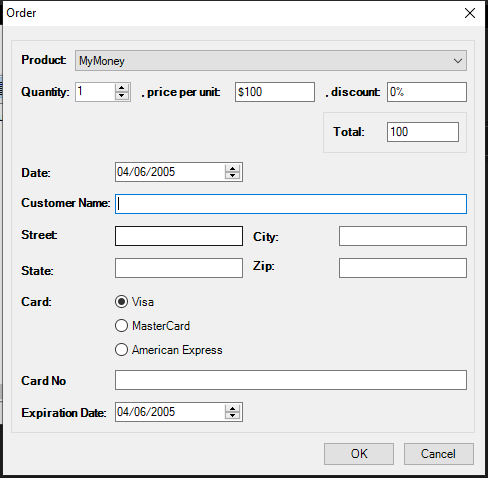 Order
Product: MyMoney
Quantity: 1 , price per unit: $100 , discount: 0%
Total: 100
Date: 04/06/2005
Customer Name:
Street: City:
State: Zip:
Card: Visa
MasterCard
American Express
Card No
Expiration Date: 04/06/2005
OK Cancel